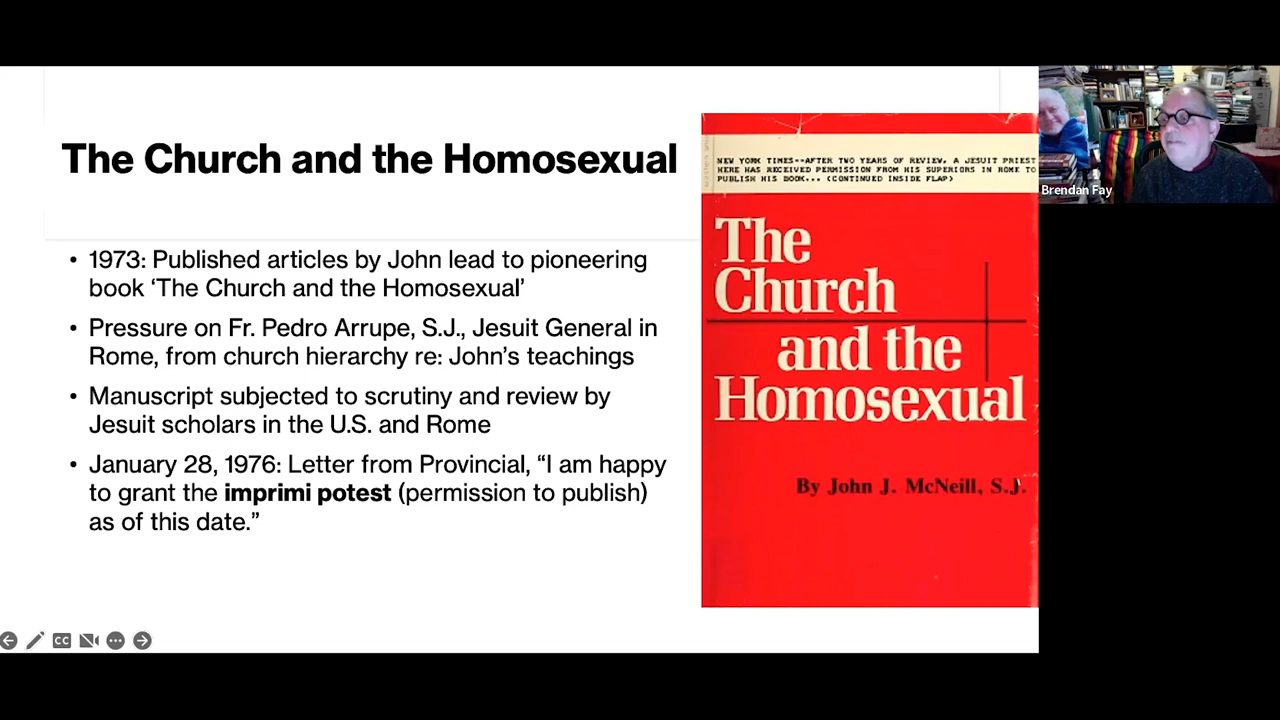 The Church and the Homosexual
• 1973: Published articles by John lead to pioneering
book ‘The Church and the Homosexual’
• Pressure on Fr. Pedro Arrupe, S.J., Jesuit General in
Rome, from church hierarchy re: John’s teachings
• Manuscript subjected to scrutiny and review by
Jesuit scholars in the U.S. and Rome
• January 28, 1976: Letter from Provincial, “I am happy
to grant the imprimi potest (permission to publish)
as of this date.”
NEW YORK TIMES--AFTER TWO YEARS OF REVIEW, A JESUIT PRIEST
HERE HAS RECEIVED PERMISSION FROM HIS SUPERIORS IN ROME TO
PUBLISH HIS BOOK... (CONTINUED INSIDE FLAP)
The
Church
and the
Homosexual
By John J. McNeill, S.J.
Brendan Fay
CC